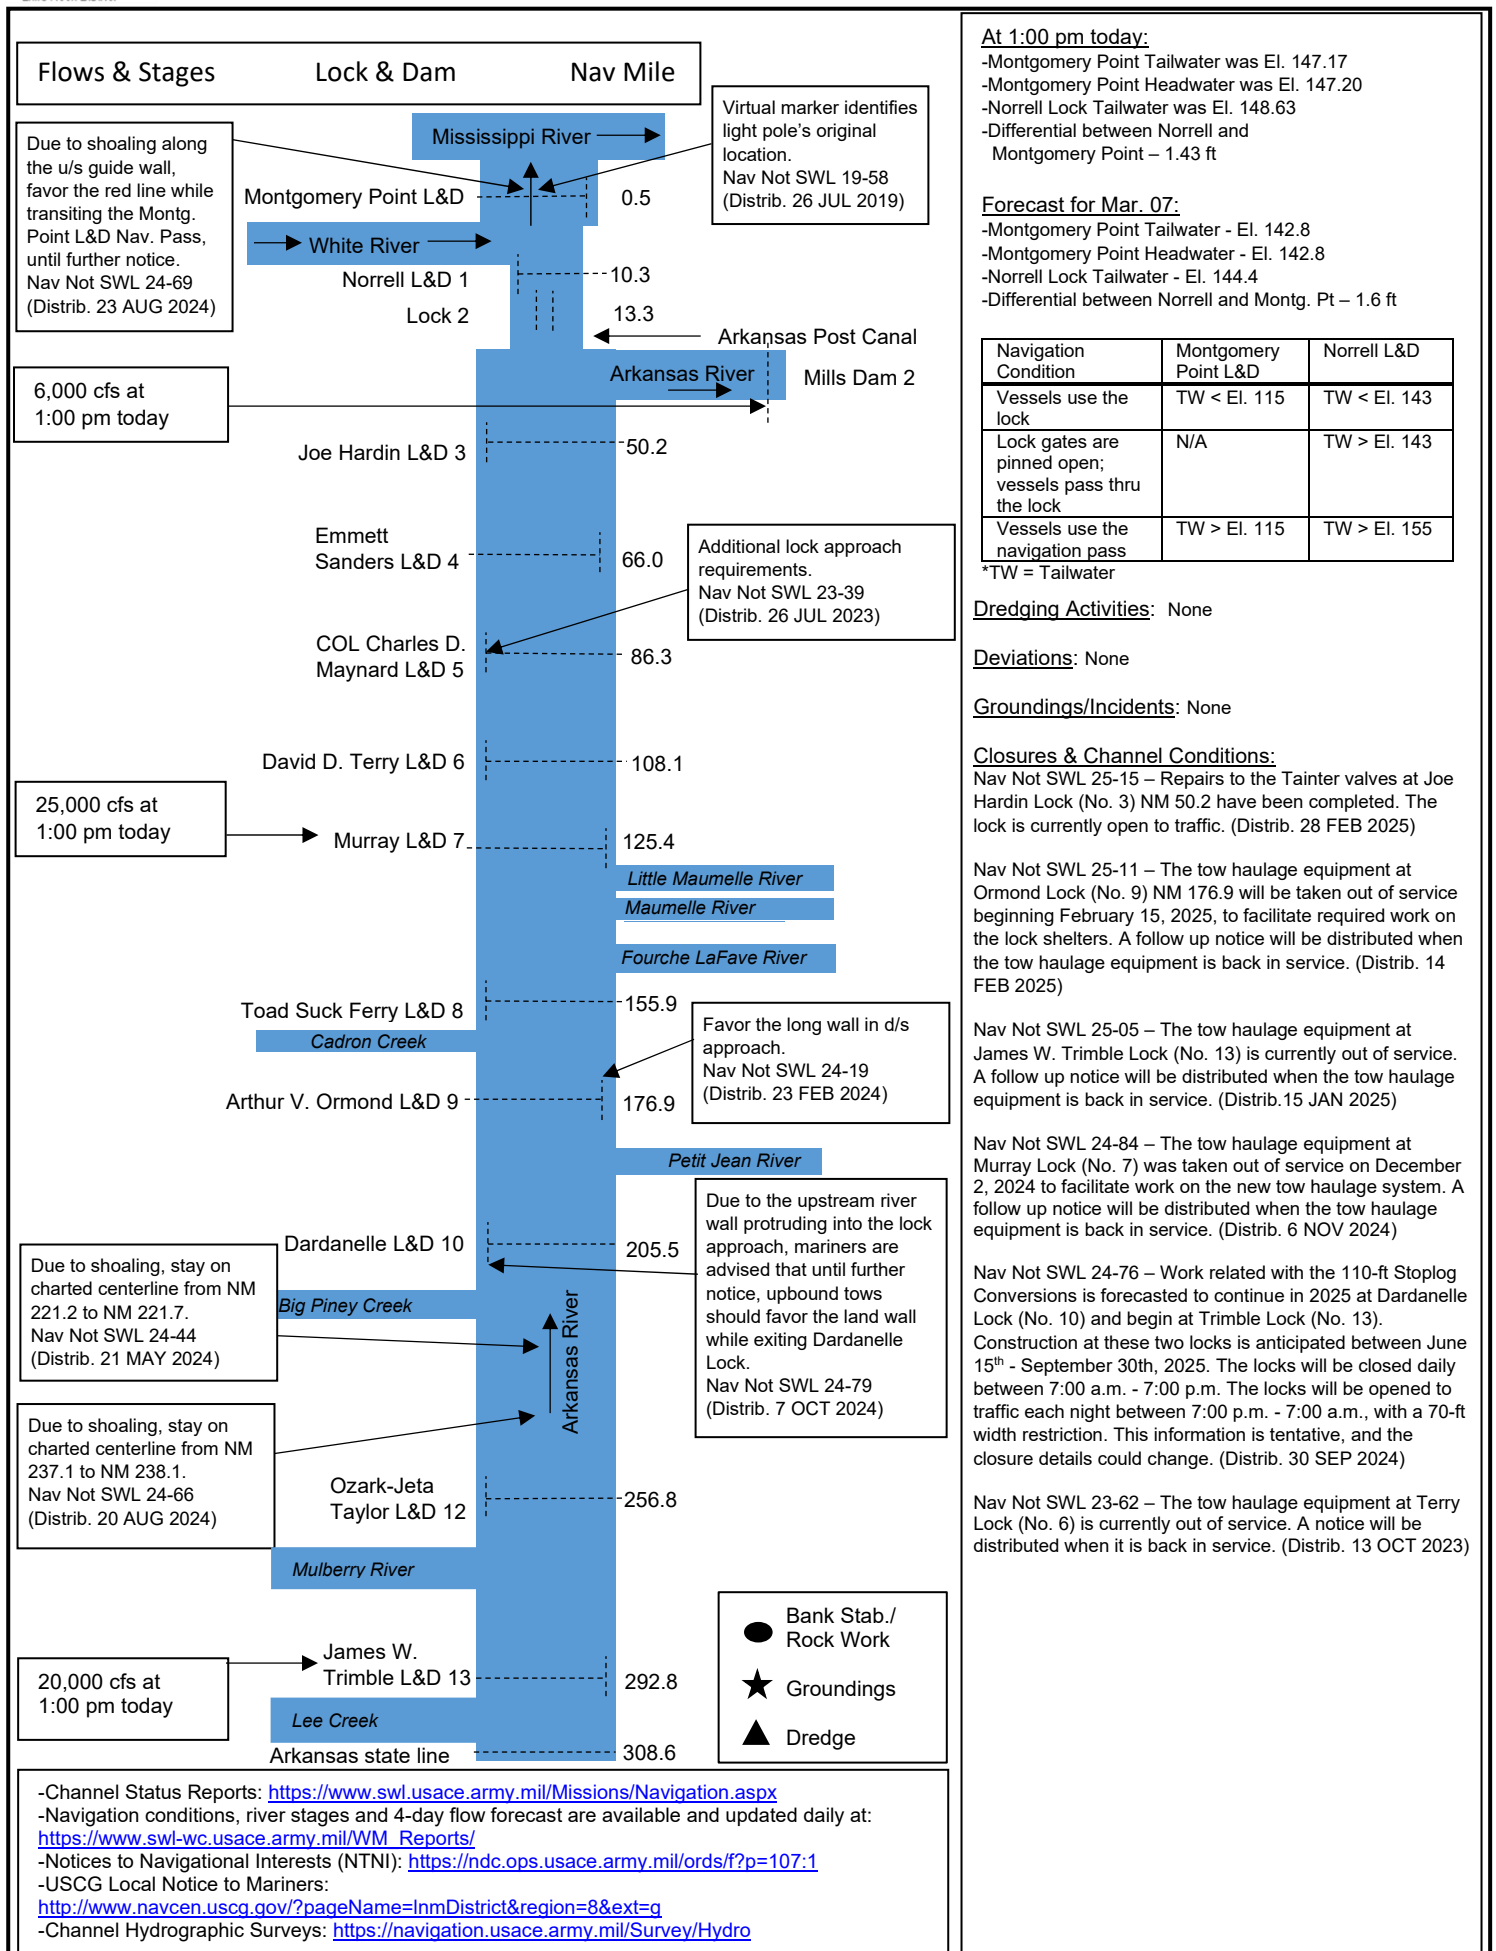 Flows & Stages Lock & Dam Nav Mile
Due to shoaling along
the u/s guide wall,
favor the red line while
transiting the Montg.
Point L&D Nav. Pass,
until further notice.
Nav Not SWL 24-69
(Distrib. 23 AUG 2024)
Mississippi River
Virtual marker identifies
light pole's original
location.
Nav Not SWL 19-58
(Distrib. 26 JUL 2019)
Montgomery Point L&D 0.5
White River
Norrell L&D 1 10.3
Lock 2 13.3
Arkansas Post Canal
Arkansas River Mills Dam 2
6,000 cfs at
1:00 pm today
Joe Hardin L&D 3 50.2
Emmett
Sanders L&D 4 66.0
Additional lock approach
requirements.
Nav Not SWL 23-39
(Distrib. 26 JUL 2023)
COL Charles D.
Maynard L&D 5 86.3
David D. Terry L&D 6 108.1
25,000 cfs at
1:00 pm today
Murray L&D 7 125.4
Little Maumelle River
Maumelle River
Fourche LaFave River
Toad Suck Ferry L&D 8 155.9
Cadron Creek
Favor the long wall in d/s
approach.
Nav Not SWL 24-19
(Distrib. 23 FEB 2024)
Arthur V. Ormond L&D 9 176.9
Petit Jean River
Due to the upstream river
wall protruding into the lock
approach, mariners are
advised that until further
notice, upbound tows
should favor the land wall
while exiting Dardanelle
Lock.
Nav Not SWL 24-79
(Distrib. 7 OCT 2024)
Dardanelle L&D 10 205.5
Due to shoaling, stay on
charted centerline from NM
221.2 to NM 221.7.
Nav Not SWL 24-44
(Distrib. 21 MAY 2024)
Big Piney Creek
Arkansas River
Due to shoaling, stay on
charted centerline from NM
237.1 to NM 238.1.
Nav Not SWL 24-66
(Distrib. 20 AUG 2024)
Ozark-Jeta
Taylor L&D 12 256.8
Mulberry River
James W.
Trimble L&D 13 292.8
20,000 cfs at
1:00 pm today
Lee Creek
Arkansas state line 308.6
Bank Stab./
Rock Work
Groundings
Dredge
-Channel Status Reports: https://www.swl.usace.army.mil/Missions/Navigation.aspx
-Navigation conditions, river stages and 4-day flow forecast are available and updated daily at:
https://www.swl-wc.usace.army.mil/WM_Reports/
-Notices to Navigational Interests (NTNI): https://ndc.ops.usace.army.mil/ords/f?p=107:1
-USCG Local Notice to Mariners:
http://www.navcen.uscg.gov/?pageName=lnmDistrict&region=8&ext=g
-Channel Hydrographic Surveys: https://navigation.usace.army.mil/Survey/Hydro
At 1:00 pm today:
-Montgomery Point Tailwater was El. 147.17
-Montgomery Point Headwater was El. 147.20
-Norrell Lock Tailwater was El. 148.63
-Differential between Norrell and
Montgomery Point – 1.43 ft
Forecast for Mar. 07:
-Montgomery Point Tailwater - El. 142.8
-Montgomery Point Headwater - El. 142.8
-Norrell Lock Tailwater - El. 144.4
-Differential between Norrell and Montg. Pt – 1.6 ft
Navigation Montgomery Norrell L&D
Condition Point L&D
Vessels use the TW < El. 115 TW < El. 143
lock
Lock gates are N/A TW > El. 143
pinned open;
vessels pass thru
the lock
Vessels use the TW > El. 115 TW > El. 155
navigation pass
*TW = Tailwater
Dredging Activities: None
Deviations: None
Groundings/Incidents: None
Closures & Channel Conditions:
Nav Not SWL 25-15 – Repairs to the Tainter valves at Joe
Hardin Lock (No. 3) NM 50.2 have been completed. The
lock is currently open to traffic. (Distrib. 28 FEB 2025)
Nav Not SWL 25-11 – The tow haulage equipment at
Ormond Lock (No. 9) NM 176.9 will be taken out of service
beginning February 15, 2025, to facilitate required work on
the lock shelters. A follow up notice will be distributed when
the tow haulage equipment is back in service. (Distrib. 14
FEB 2025)
Nav Not SWL 25-05 – The tow haulage equipment at
James W. Trimble Lock (No. 13) is currently out of service.
A follow up notice will be distributed when the tow haulage
equipment is back in service. (Distrib.15 JAN 2025)
Nav Not SWL 24-84 – The tow haulage equipment at
Murray Lock (No. 7) was taken out of service on December
2, 2024 to facilitate work on the new tow haulage system. A
follow up notice will be distributed when the tow haulage
equipment is back in service. (Distrib. 6 NOV 2024)
Nav Not SWL 24-76 – Work related with the 110-ft Stoplog
Conversions is forecasted to continue in 2025 at Dardanelle
Lock (No. 10) and begin at Trimble Lock (No. 13).
Construction at these two locks is anticipated between June
15th - September 30th, 2025. The locks will be closed daily
between 7:00 a.m. - 7:00 p.m. The locks will be opened to
traffic each night between 7:00 p.m. - 7:00 a.m., with a 70-ft
width restriction. This information is tentative, and the
closure details could change. (Distrib. 30 SEP 2024)
Nav Not SWL 23-62 – The tow haulage equipment at Terry
Lock (No. 6) is currently out of service. A notice will be
distributed when it is back in service. (Distrib. 13 OCT 2023)